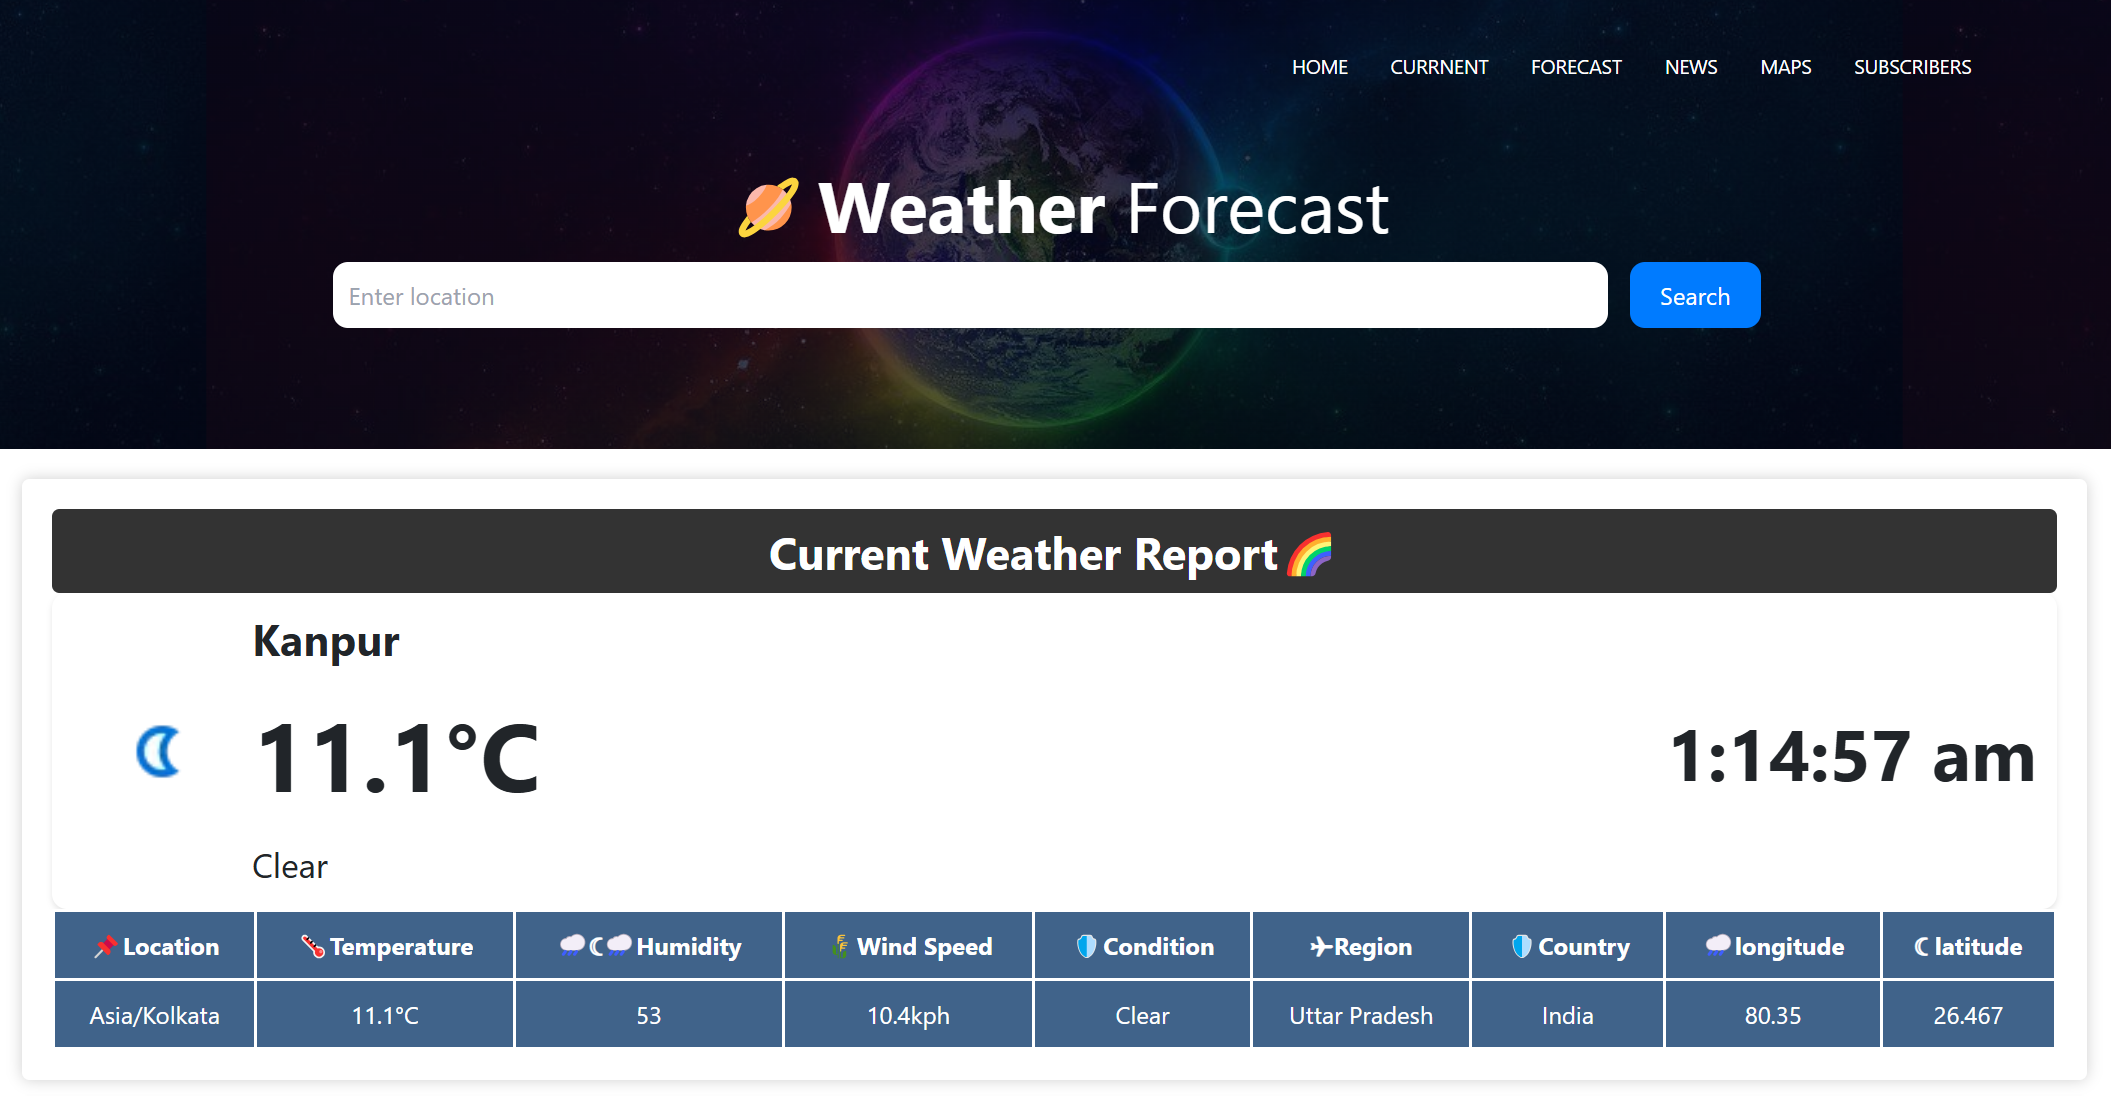 HOME CURRNENT FORECAST NEWS MAPS SUBSCRIBERS
🪐 Weather Forecast
Enter location Search
Current Weather Report 🌈
Kanpur
11.1°C
1:14:57 am
Clear
📌Location 🌡️Temperature 🌧️☾🌧️Humidity 🌾Wind Speed 🛡️Condition ✈Region 🛡️Country 🌧️longitude ☾latitude
Asia/Kolkata 11.1°C 53 10.4kph Clear Uttar Pradesh India 80.35 26.467